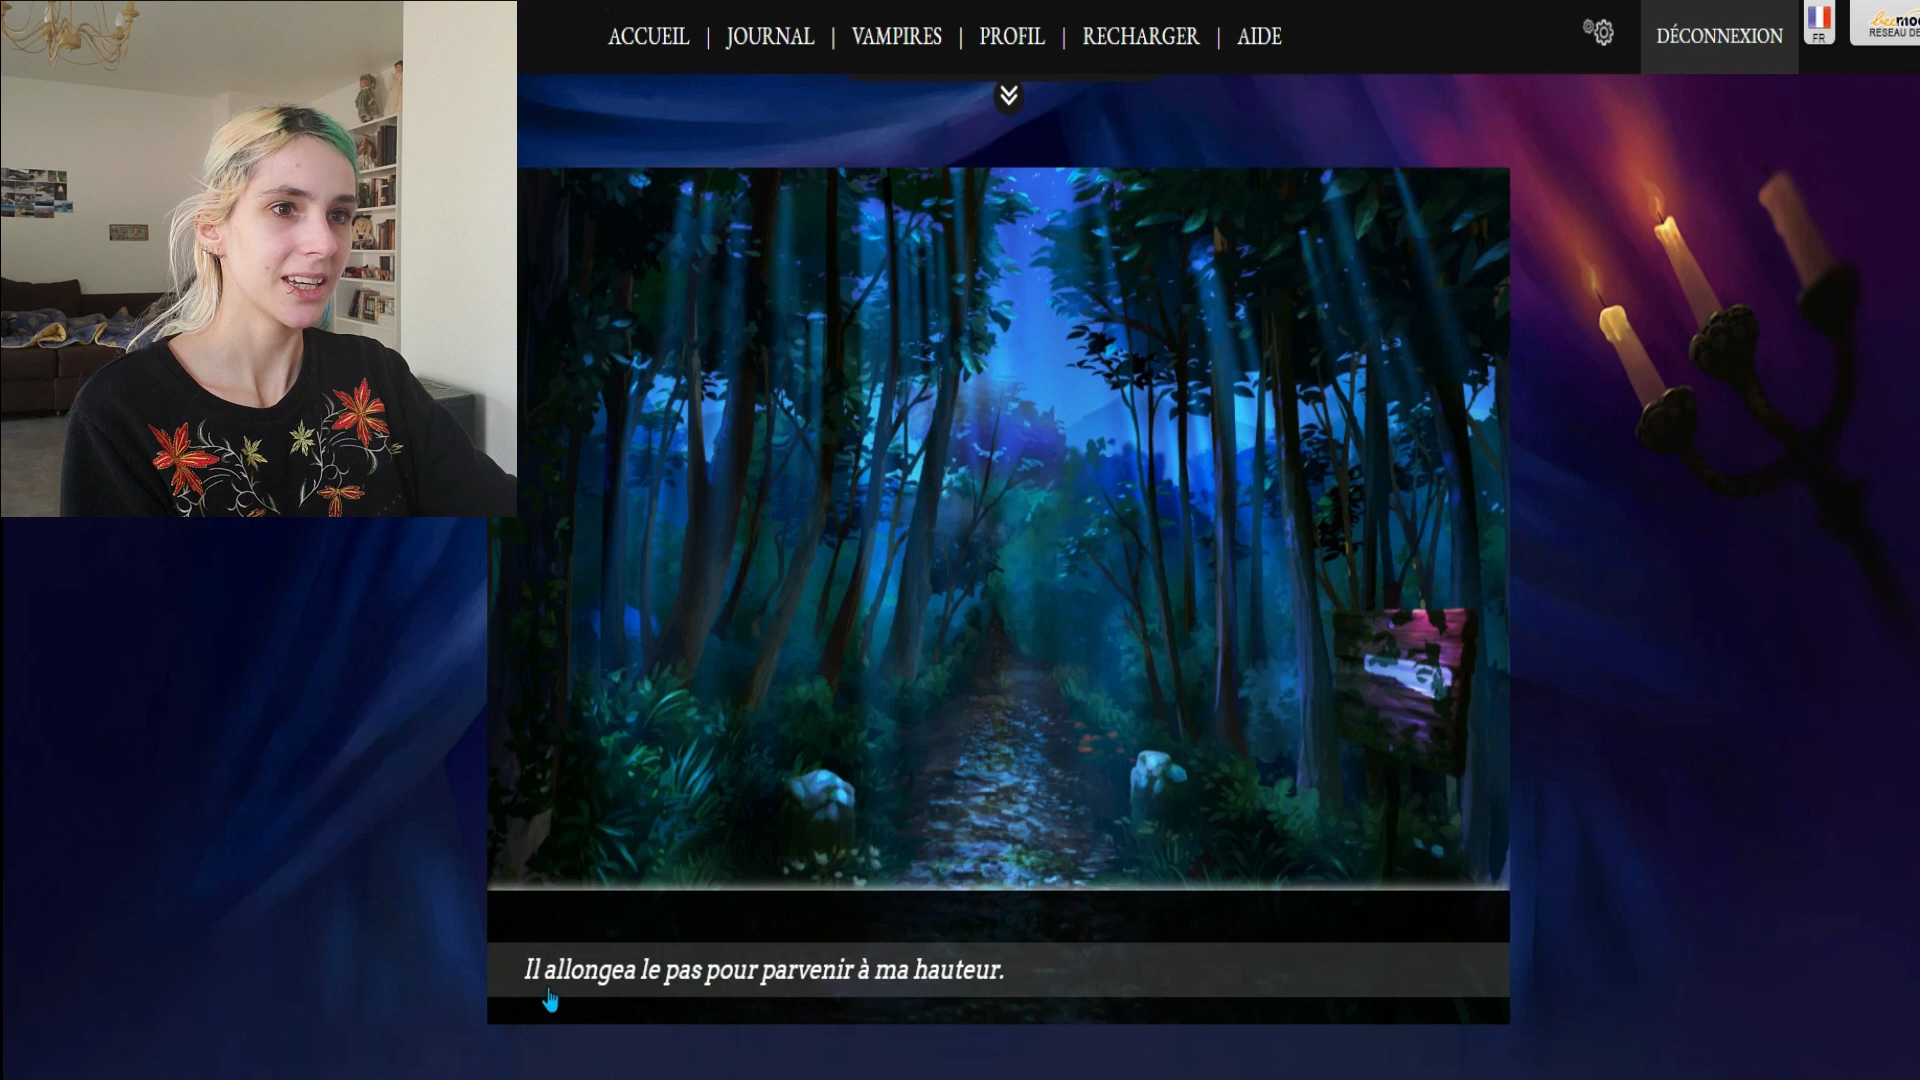 ACCUEIL | JOURNAL | VAMPIRES | PROFIL | RECHARGER | AIDE
DÉCONNEXION
FR
RESEAU DE
Il allongea le pas pour parvenir à ma hauteur.